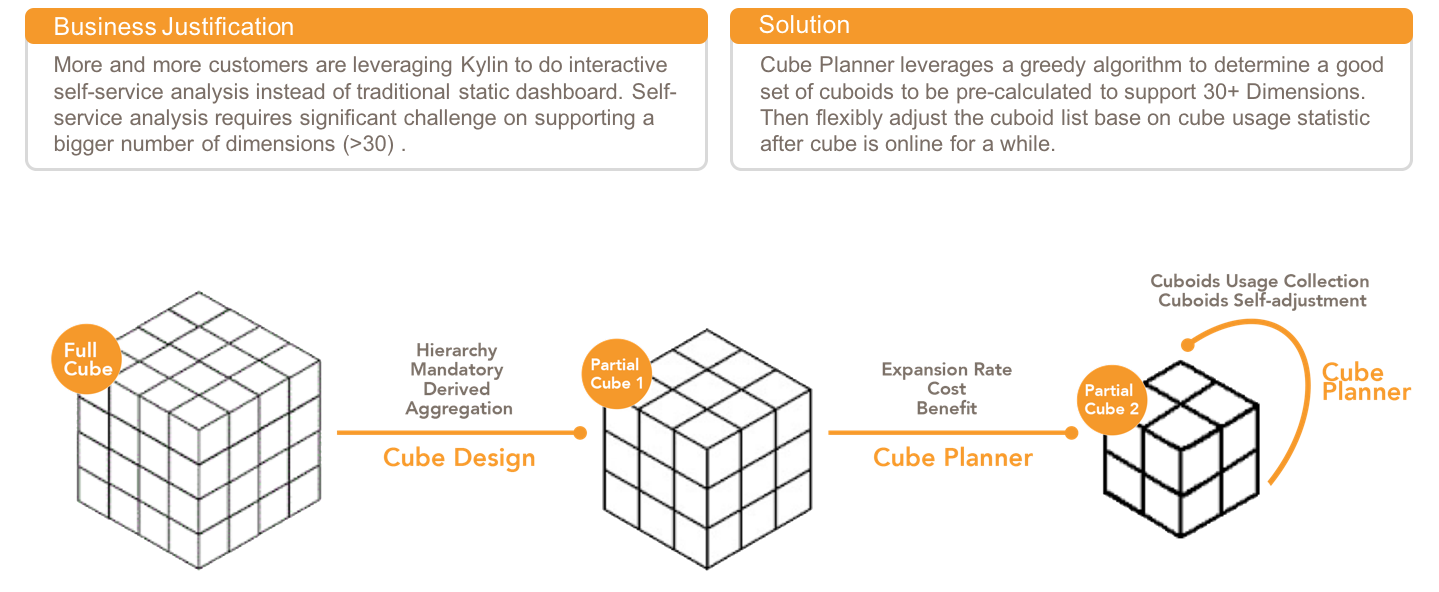 Business Justification
More and more customers are leveraging Kylin to do interactive
self-service analysis instead of traditional static dashboard. Self-
service analysis requires significant challenge on supporting a
bigger number of dimensions (>30) .
Solution
Cube Planner leverages a greedy algorithm to determine a good
set of cuboids to be pre-calculated to support 30+ Dimensions.
Then flexibly adjust the cuboid list base on cube usage statistic
after cube is online for a while.
Full
Cube
Hierarchy
Mandatory
Derived
Aggregation
Cube Design
Partial
Cube 1
Expansion Rate
Cost
Benefit
Cube Planner
Partial
Cube 2
Cuboids Usage Collection
Cuboids Self-adjustment
Cube
Planner